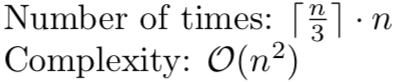 Number of times: ⌈n/3⌉ · n
Complexity: 𝒪(n²)